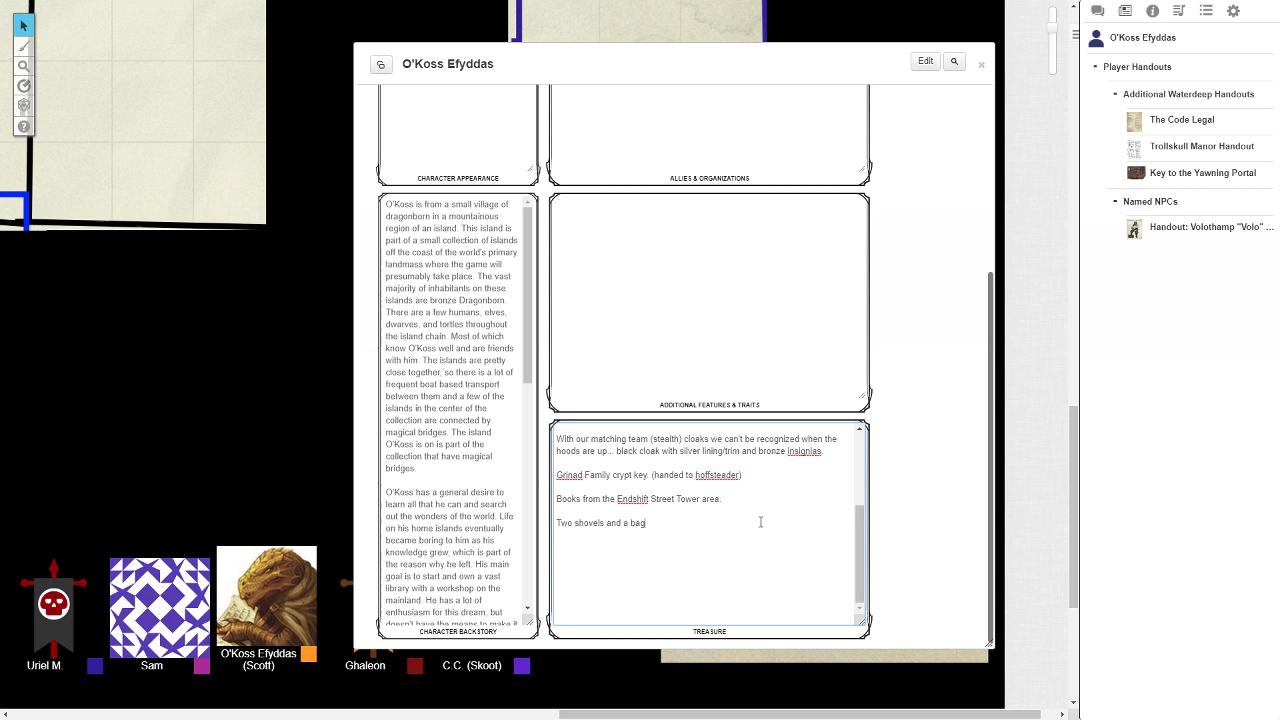 O'Koss Efyddas
Edit
CHARACTER APPEARANCE
ALLIES & ORGANIZATIONS
O'Koss is from a small village of
dragonborn in a mountainous
region of an island. This island is
part of a small collection of islands
off the coast of the world's primary
landmass where the game will
presumably take place. The vast
majority of inhabitants on these
islands are bronze Dragonborn.
There are a few humans, elves,
dwarves, and tortles throughout
the island chain. Most of which
know O'Koss well and are friends
with him. The islands are pretty
close together, so there is a lot of
frequent boat based transport
between them and a few of the
islands in the center of the
collection are connected by
magical bridges. The island
O'Koss is on is part of the
collection that have magical
bridges.
O'Koss has a general desire to
learn all that he can and search
out the wonders of the world. Life
on his home islands eventually
became boring to him as his
knowledge grew, which is part of
the reason why he left. His main
goal is to start and own a vast
library with a workshop on the
mainland. He has a lot of
enthusiasm for this dream, but
doesn't have the means to make it
CHARACTER BACKSTORY
ADDITIONAL FEATURES & TRAITS
With our matching team (stealth) cloaks we can't be recognized when the
hoods are up... black cloak with silver lining/trim and bronze insignias.
Grinad Family crypt key. (handed to hoffsteader)
Books from the Endshift Street Tower area.
Two shovels and a bag
TREASURE
Uriel M.
Sam
O'Koss Efyddas
(Scott)
Ghaleon
C.C. (Skoot)
O'Koss Efyddas
Player Handouts
Additional Waterdeep Handouts
The Code Legal
Trollskull Manor Handout
Key to the Yawning Portal
Named NPCs
Handout: Volothamp "Volo" ...